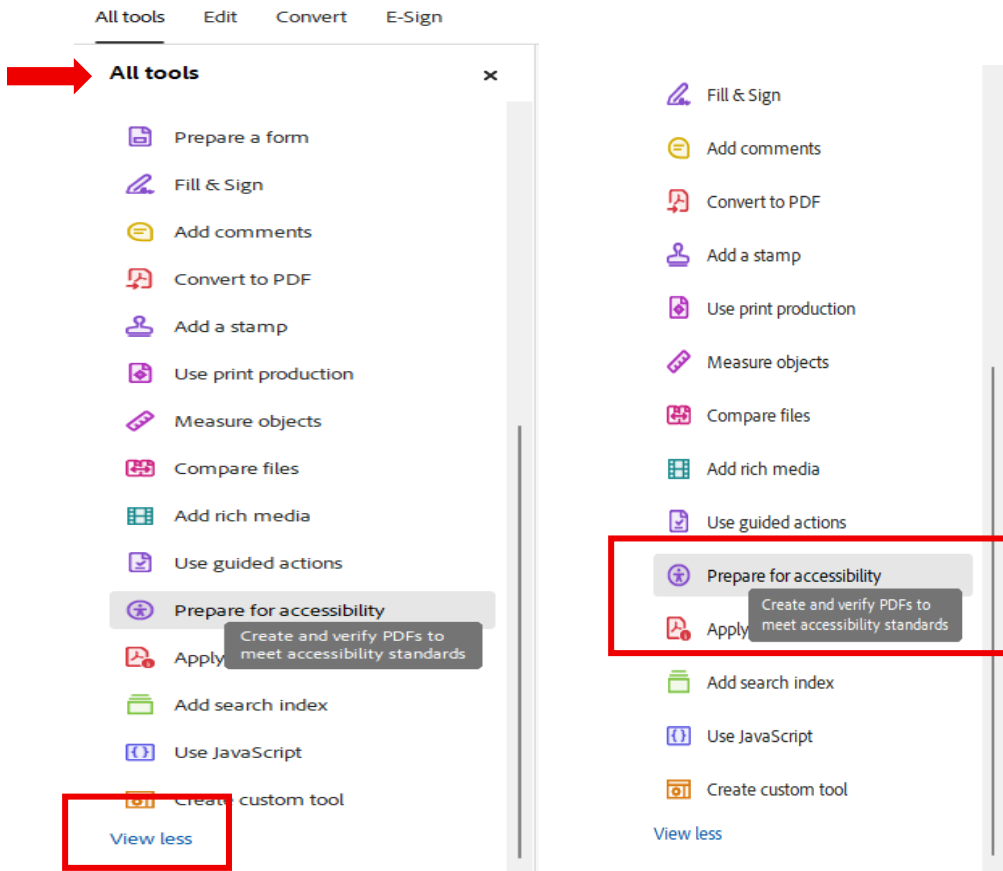 All tools Edit Convert E-Sign
All tools
Prepare a form
Fill & Sign
Add comments
Convert to PDF
Add a stamp
Use print production
Measure objects
Compare files
Add rich media
Use guided actions
Prepare for accessibility
Create and verify PDFs to
meet accessibility standards
Apply
Add search index
Use JavaScript
Create custom tool
View less
Fill & Sign
Add comments
Convert to PDF
Add a stamp
Use print production
Measure objects
Compare files
Add rich media
Use guided actions
Prepare for accessibility
Create and verify PDFs to
meet accessibility standards
Apply
Add search index
Use JavaScript
Create custom tool
View less